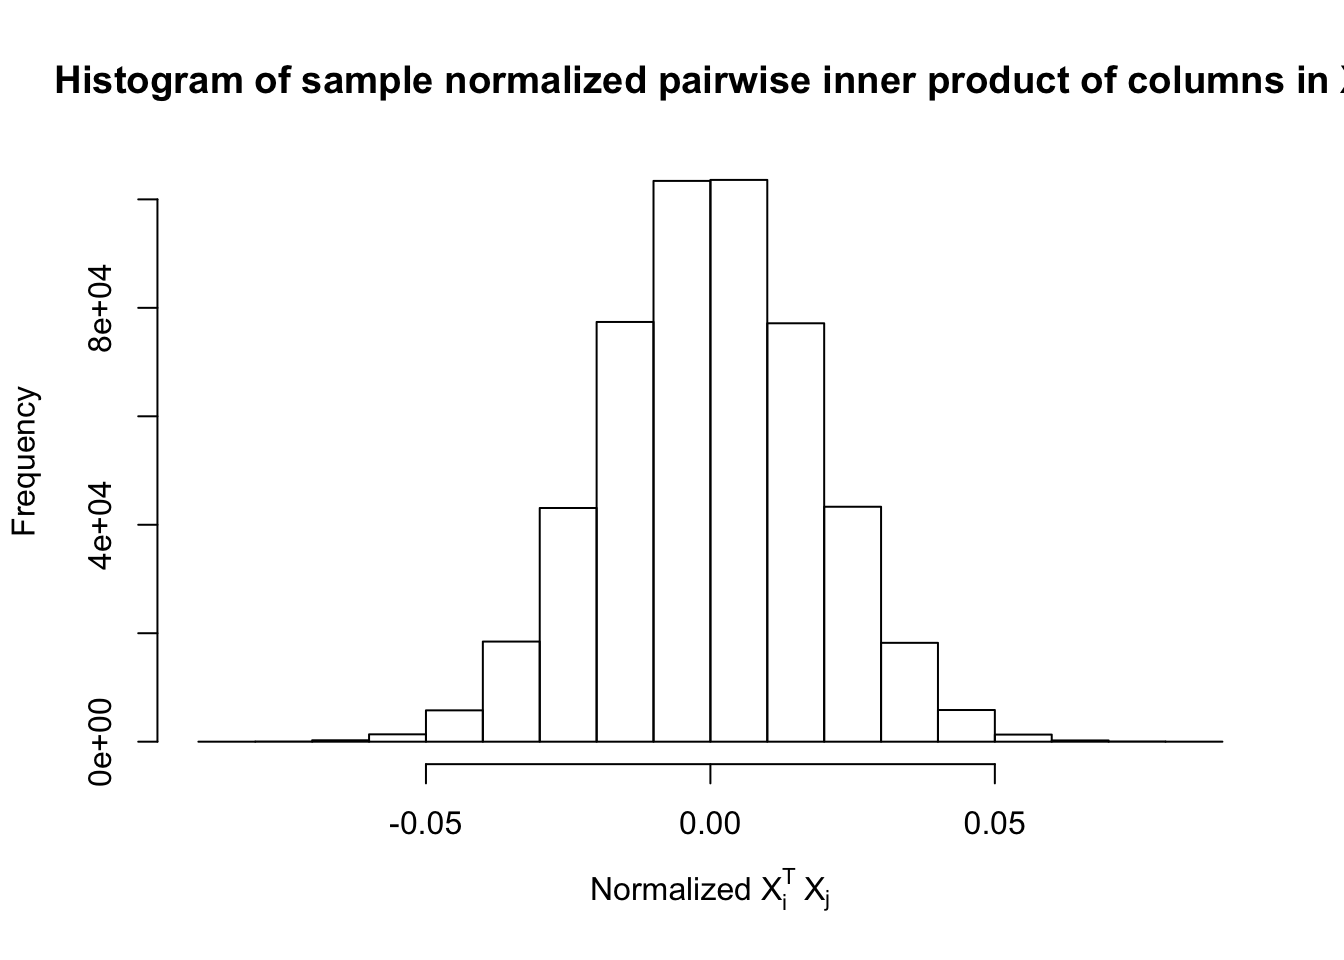 Histogram of sample normalized pairwise inner product of columns in
Frequency
8e+04
4e+04
0e+00
-0.05 0.00 0.05
Normalized X_i^T X_j